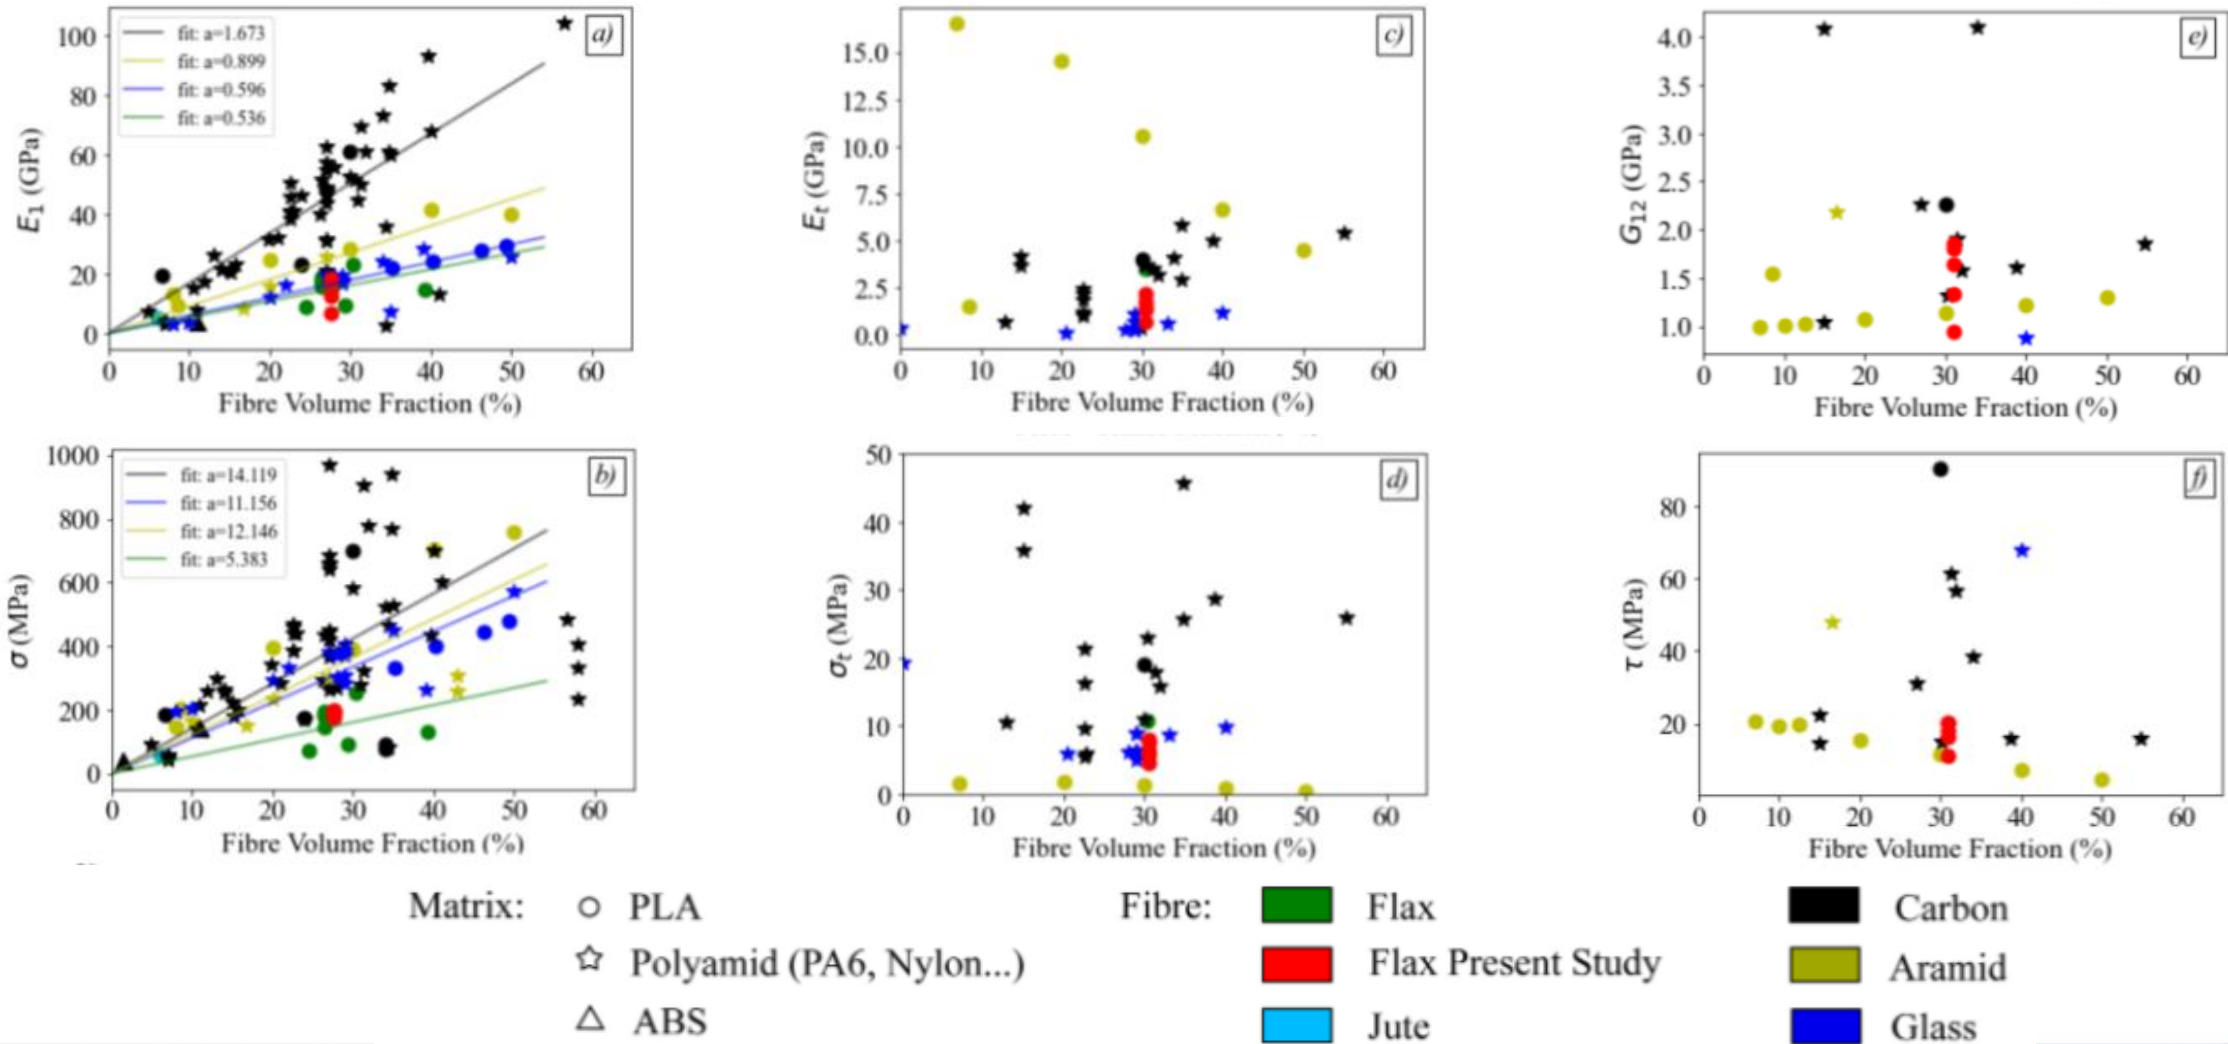 a)
fit: a=1.673
fit: a=0.899
fit: a=0.596
fit: a=0.536
E1 (GPa)
100
80
60
40
20
0
0 10 20 30 40 50 60
Fibre Volume Fraction (%)
c)
Et (GPa)
15.0
12.5
10.0
7.5
5.0
2.5
0.0
0 10 20 30 40 50 60
Fibre Volume Fraction (%)
e)
G12 (GPa)
4.0
3.5
3.0
2.5
2.0
1.5
1.0
0 10 20 30 40 50 60
Fibre Volume Fraction (%)
b)
fit: a=14.119
fit: a=11.156
fit: a=12.146
fit: a=5.383
σ (MPa)
1000
800
600
400
200
0
0 10 20 30 40 50 60
Fibre Volume Fraction (%)
d)
σt (MPa)
50
40
30
20
10
0
0 10 20 30 40 50 60
Fibre Volume Fraction (%)
f)
τ (MPa)
80
60
40
20
0 10 20 30 40 50 60
Fibre Volume Fraction (%)
Matrix:
PLA
Polyamid (PA6, Nylon...)
ABS
Fibre:
Flax
Flax Present Study
Jute
Carbon
Aramid
Glass